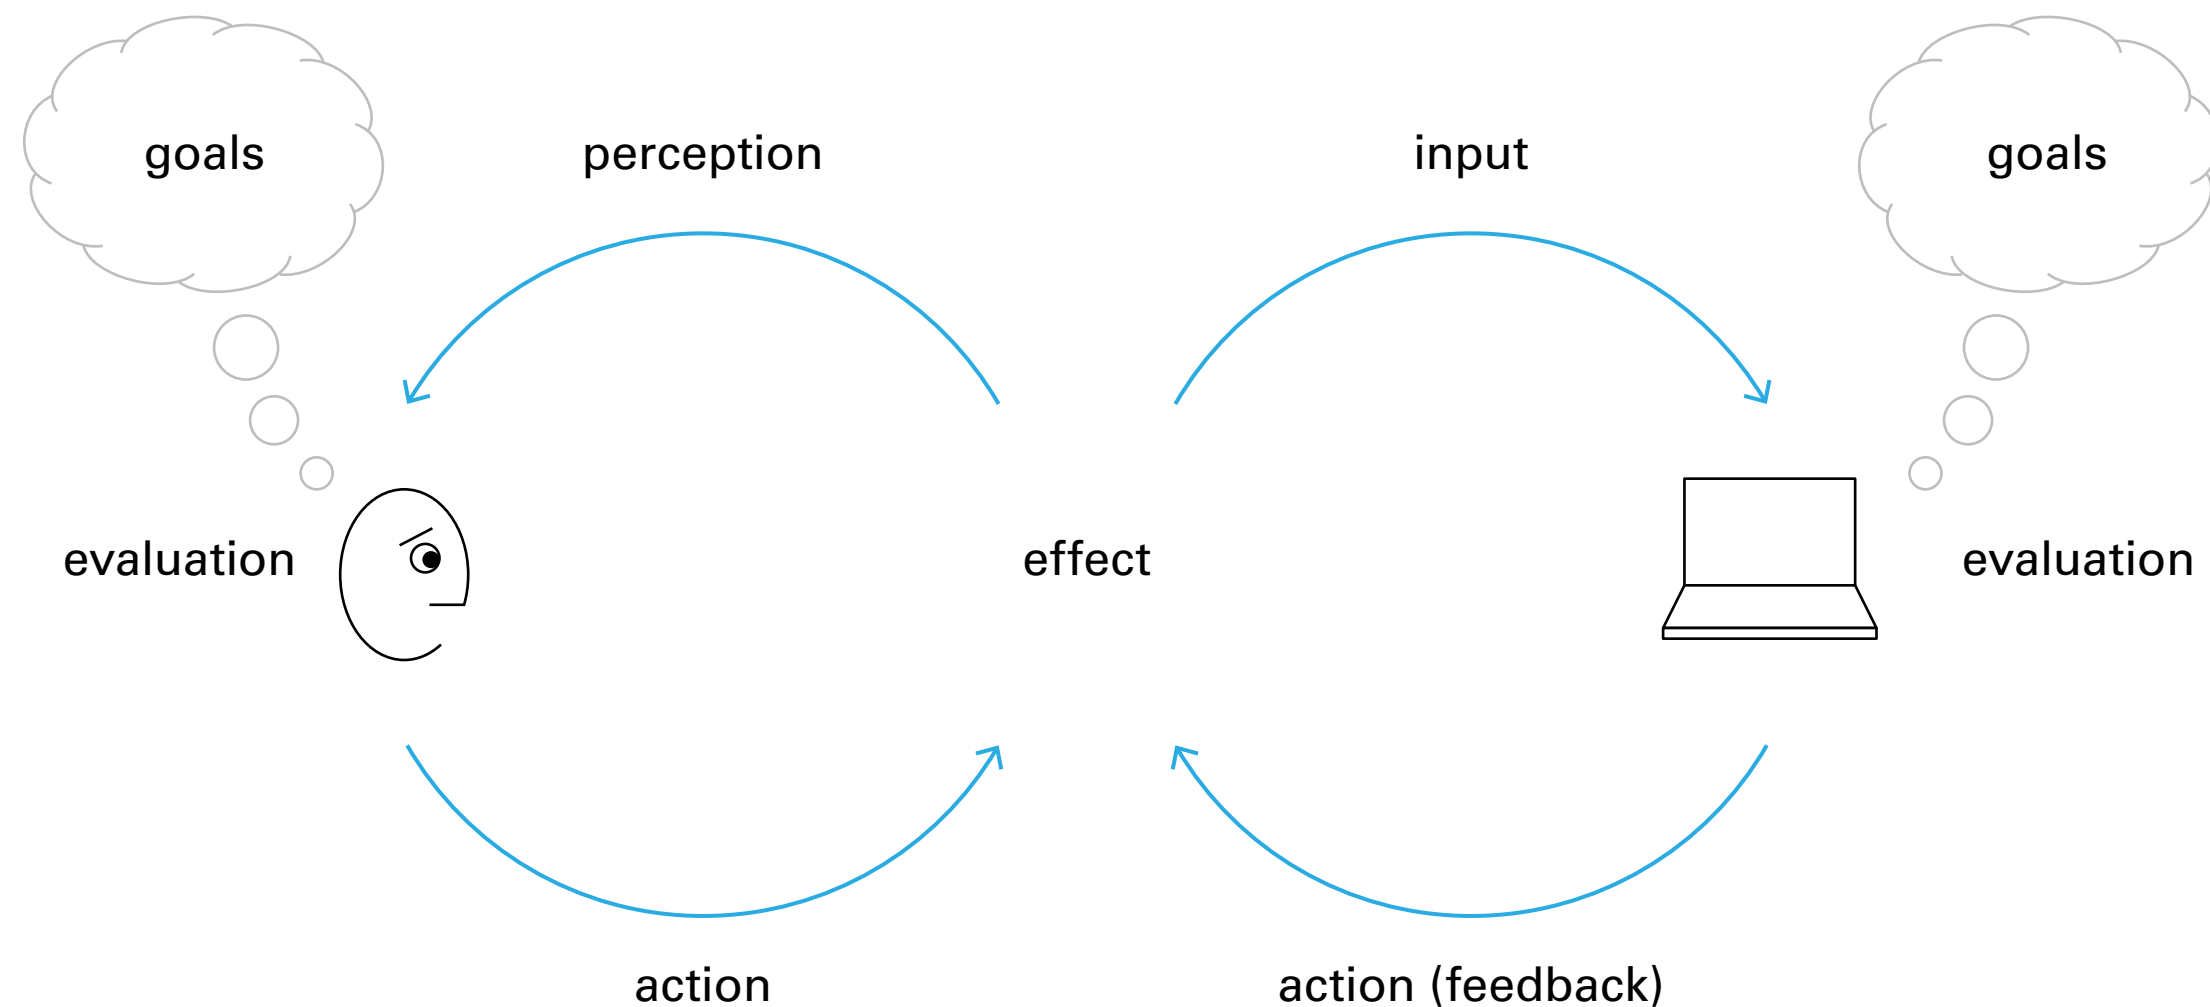 goals
perception
input
goals
evaluation
effect
evaluation
action
action (feedback)